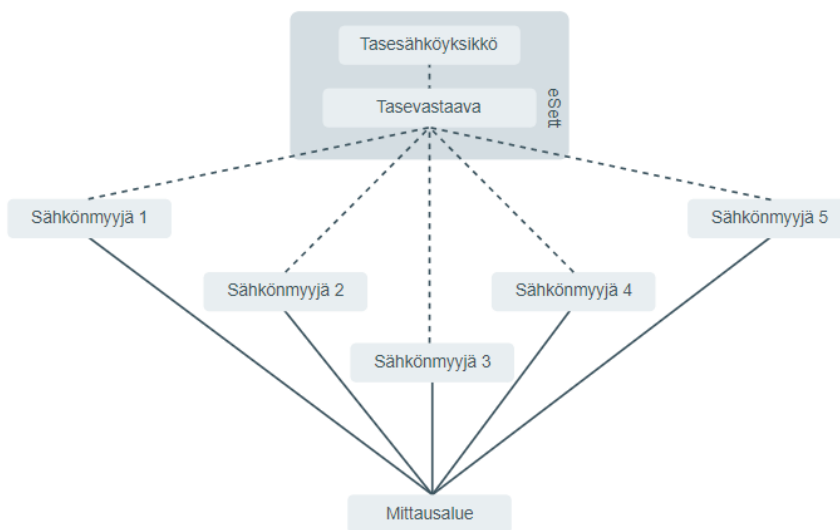 Tasesähköyksikkö
Tasevastaava
eSett
Sähkönmyyjä 1
Sähkönmyyjä 5
Sähkönmyyjä 2
Sähkönmyyjä 4
Sähkönmyyjä 3
Mittausalue